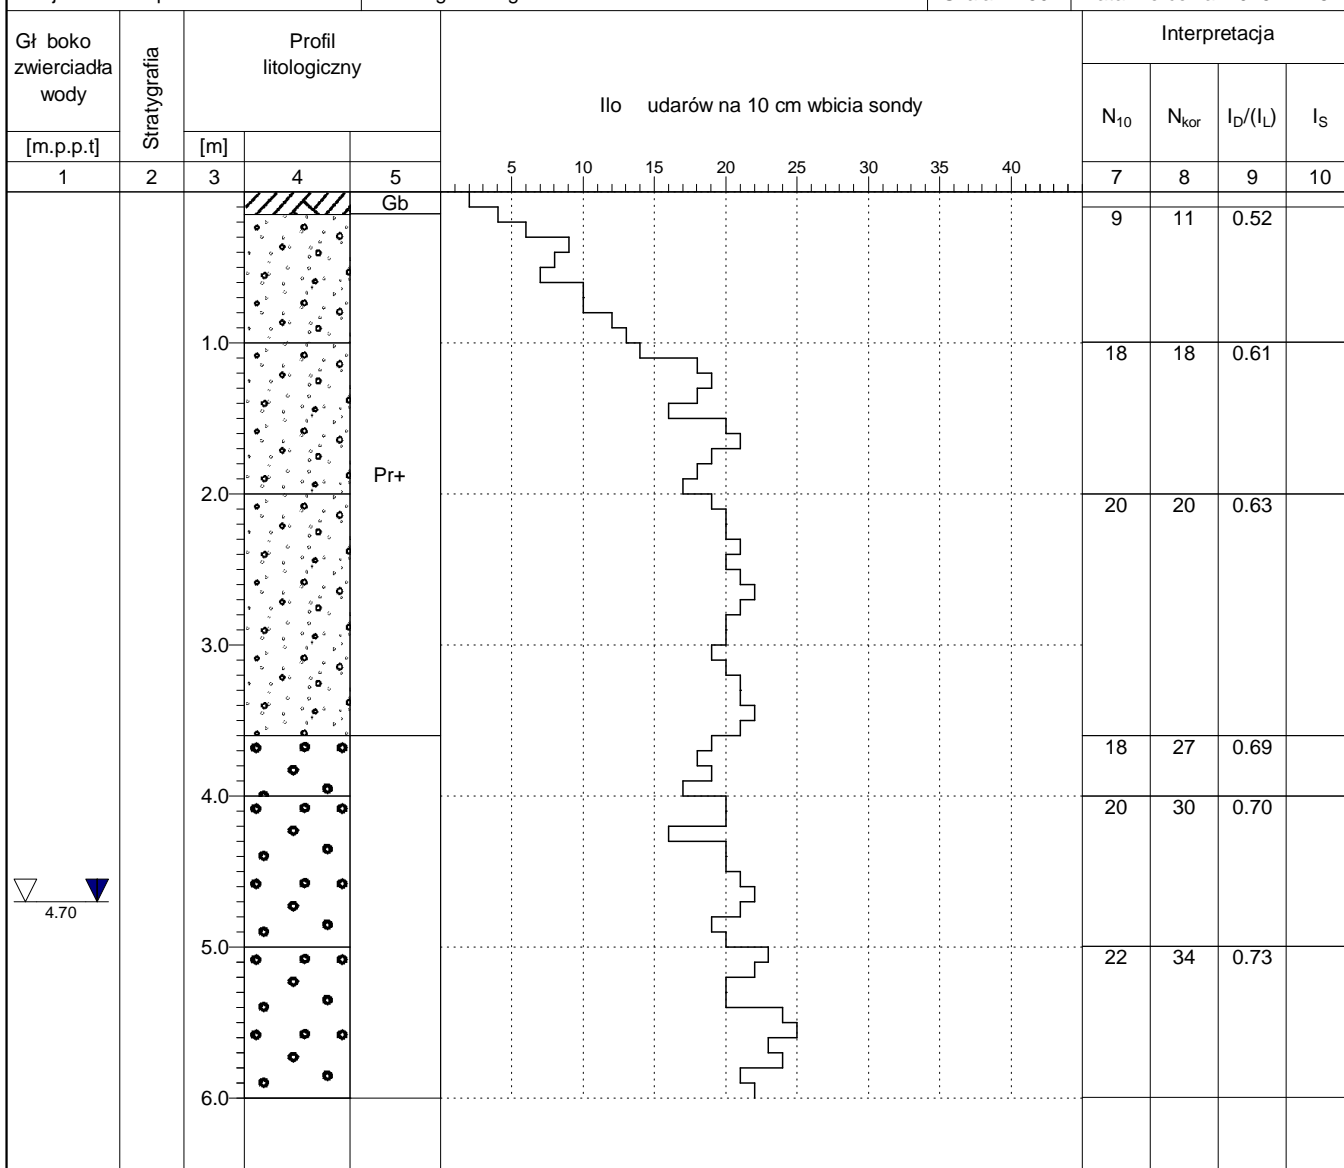 Gł boko
zwierciadła
wody
[m.p.p.t]
Stratygrafia
Profil
litologiczny
[m]
Ilo udarów na 10 cm wbicia sondy
Interpretacja
N10 Nkor ID/(IL) IS
5 10 15 20 25 30 35 40
1 2 3 4 5 7 8 9 10
Gb
9 11 0.52
1.0 18 18 0.61
Pr+
2.0 20 20 0.63
3.0
18 27 0.69
4.0 20 30 0.70
4.70
5.0 22 34 0.73
6.0